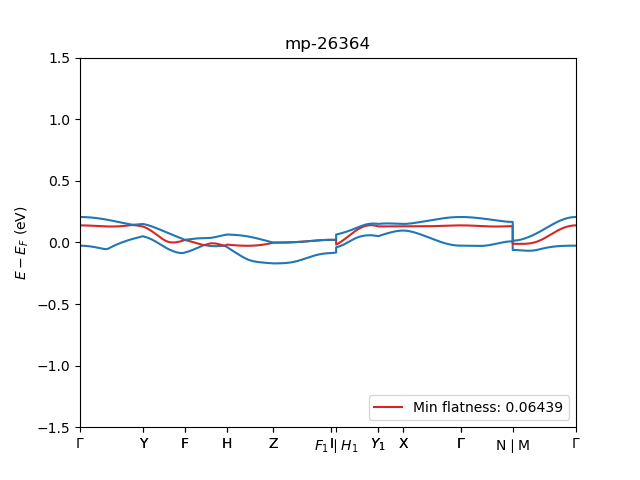 mp-26364
1.5
1.0
0.5
0.0
−0.5
−1.0
−1.5
E − E_F (eV)
Min flatness: 0.06439
Γ Y F H Z I F₁ | H₁ Y₁ X Γ N | M Γ